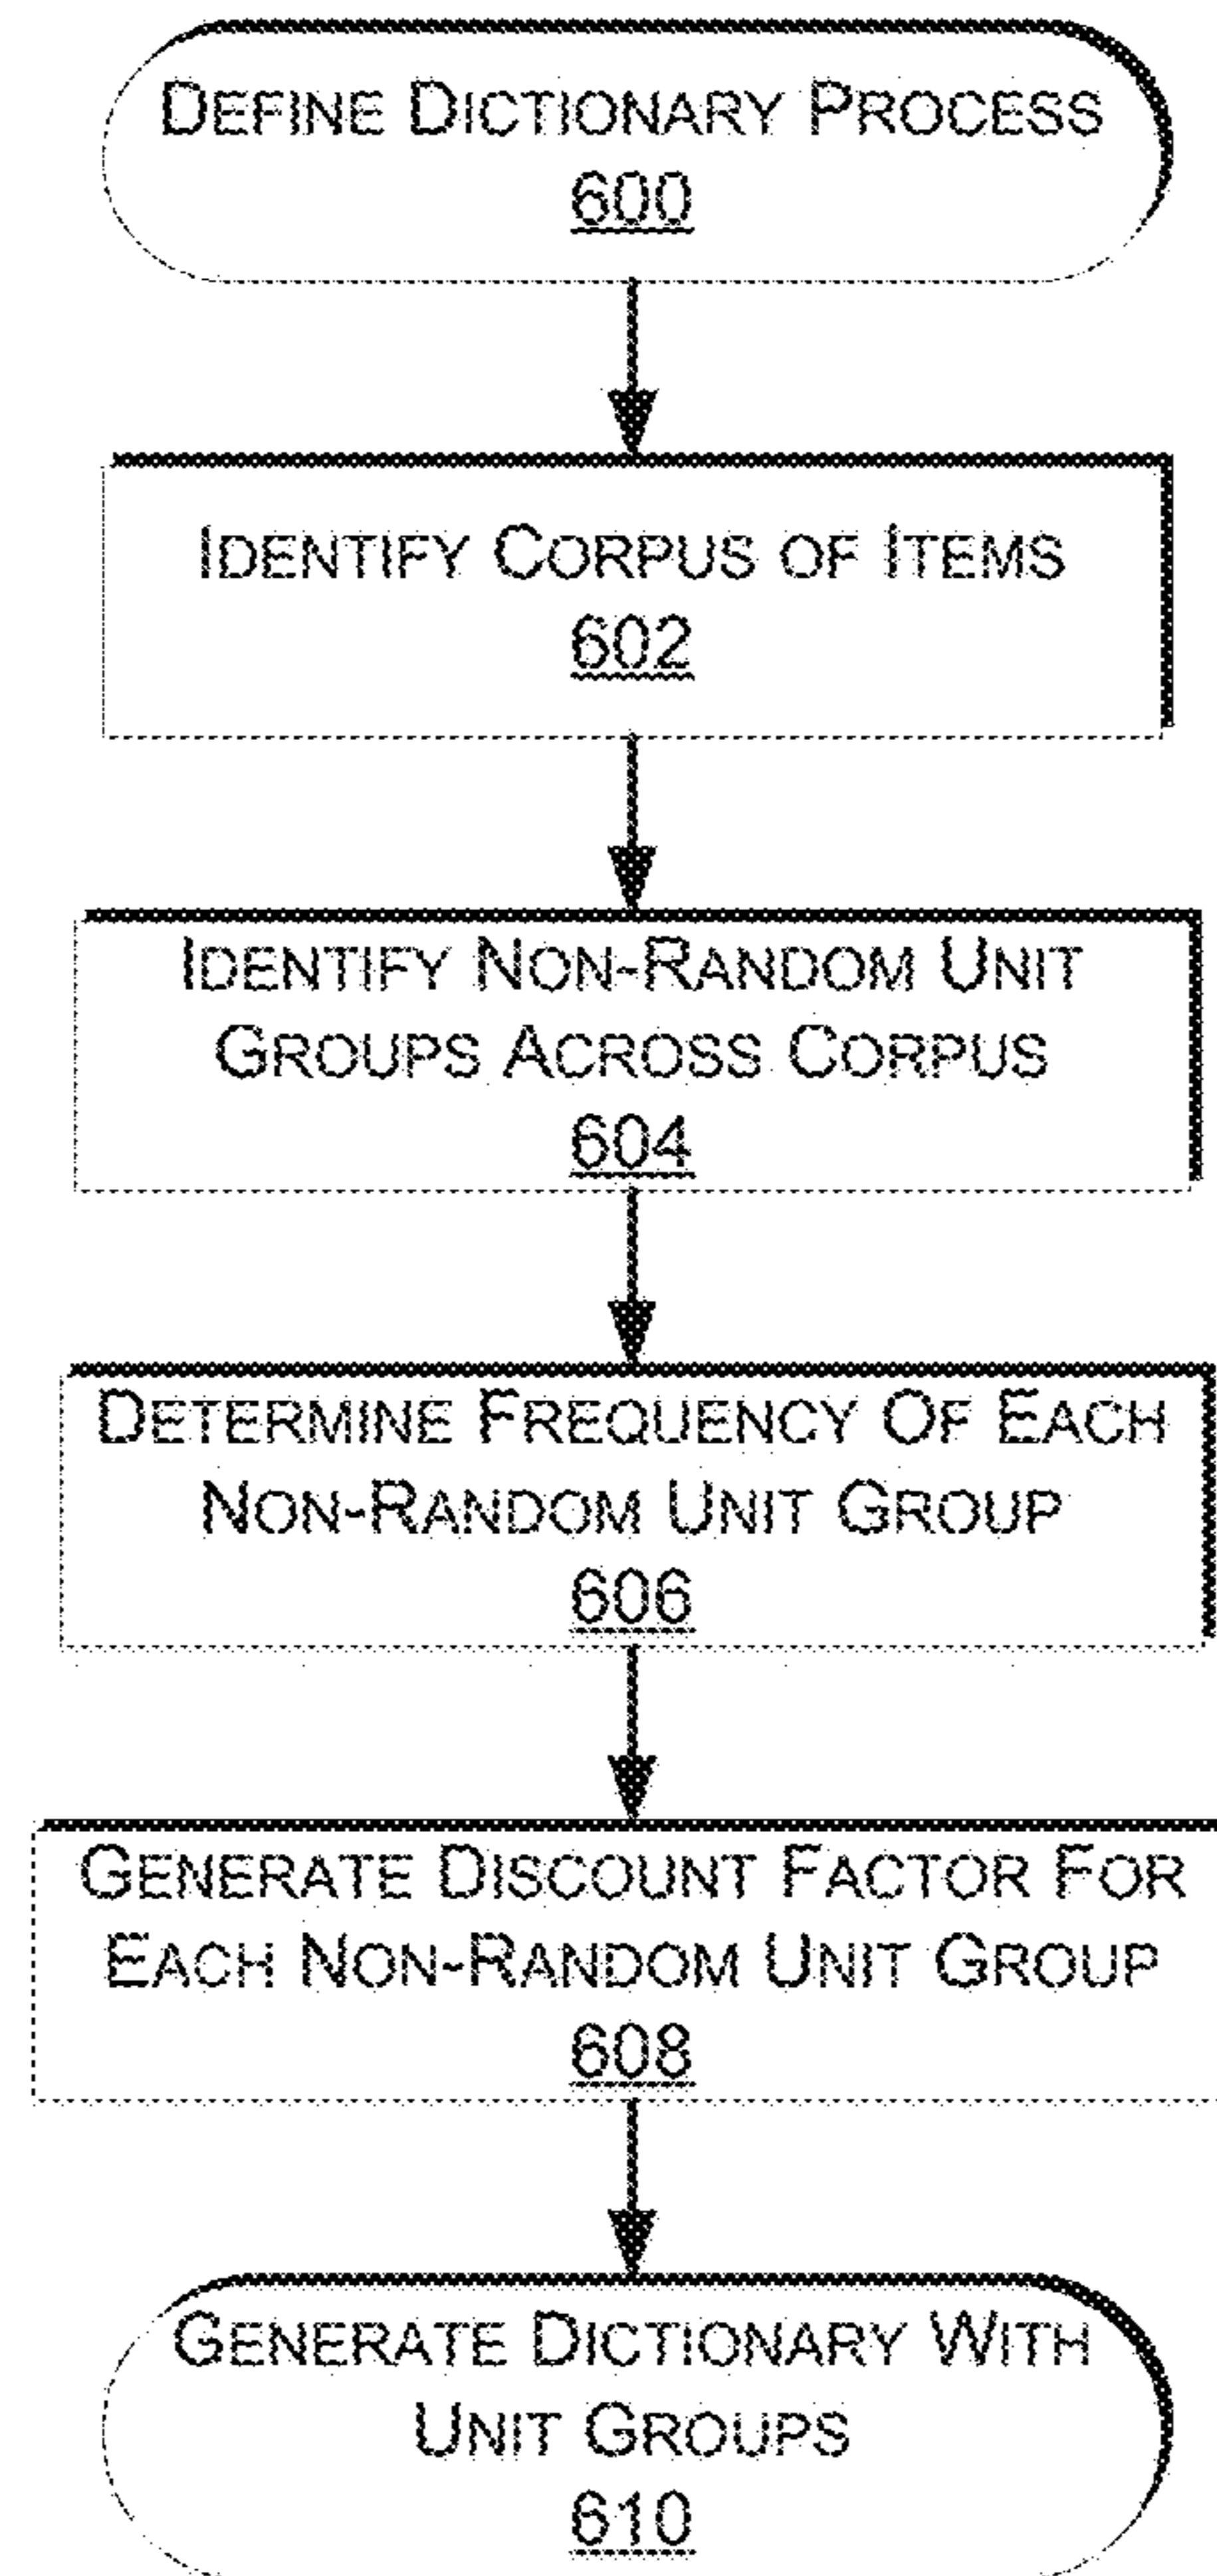 DEFINE DICTIONARY PROCESS
600
IDENTIFY CORPUS OF ITEMS
602
IDENTIFY NON-RANDOM UNIT
GROUPS ACROSS CORPUS
604
DETERMINE FREQUENCY OF EACH
NON-RANDOM UNIT GROUP
606
GENERATE DISCOUNT FACTOR FOR
EACH NON-RANDOM UNIT GROUP
608
GENERATE DICTIONARY WITH
UNIT GROUPS
610